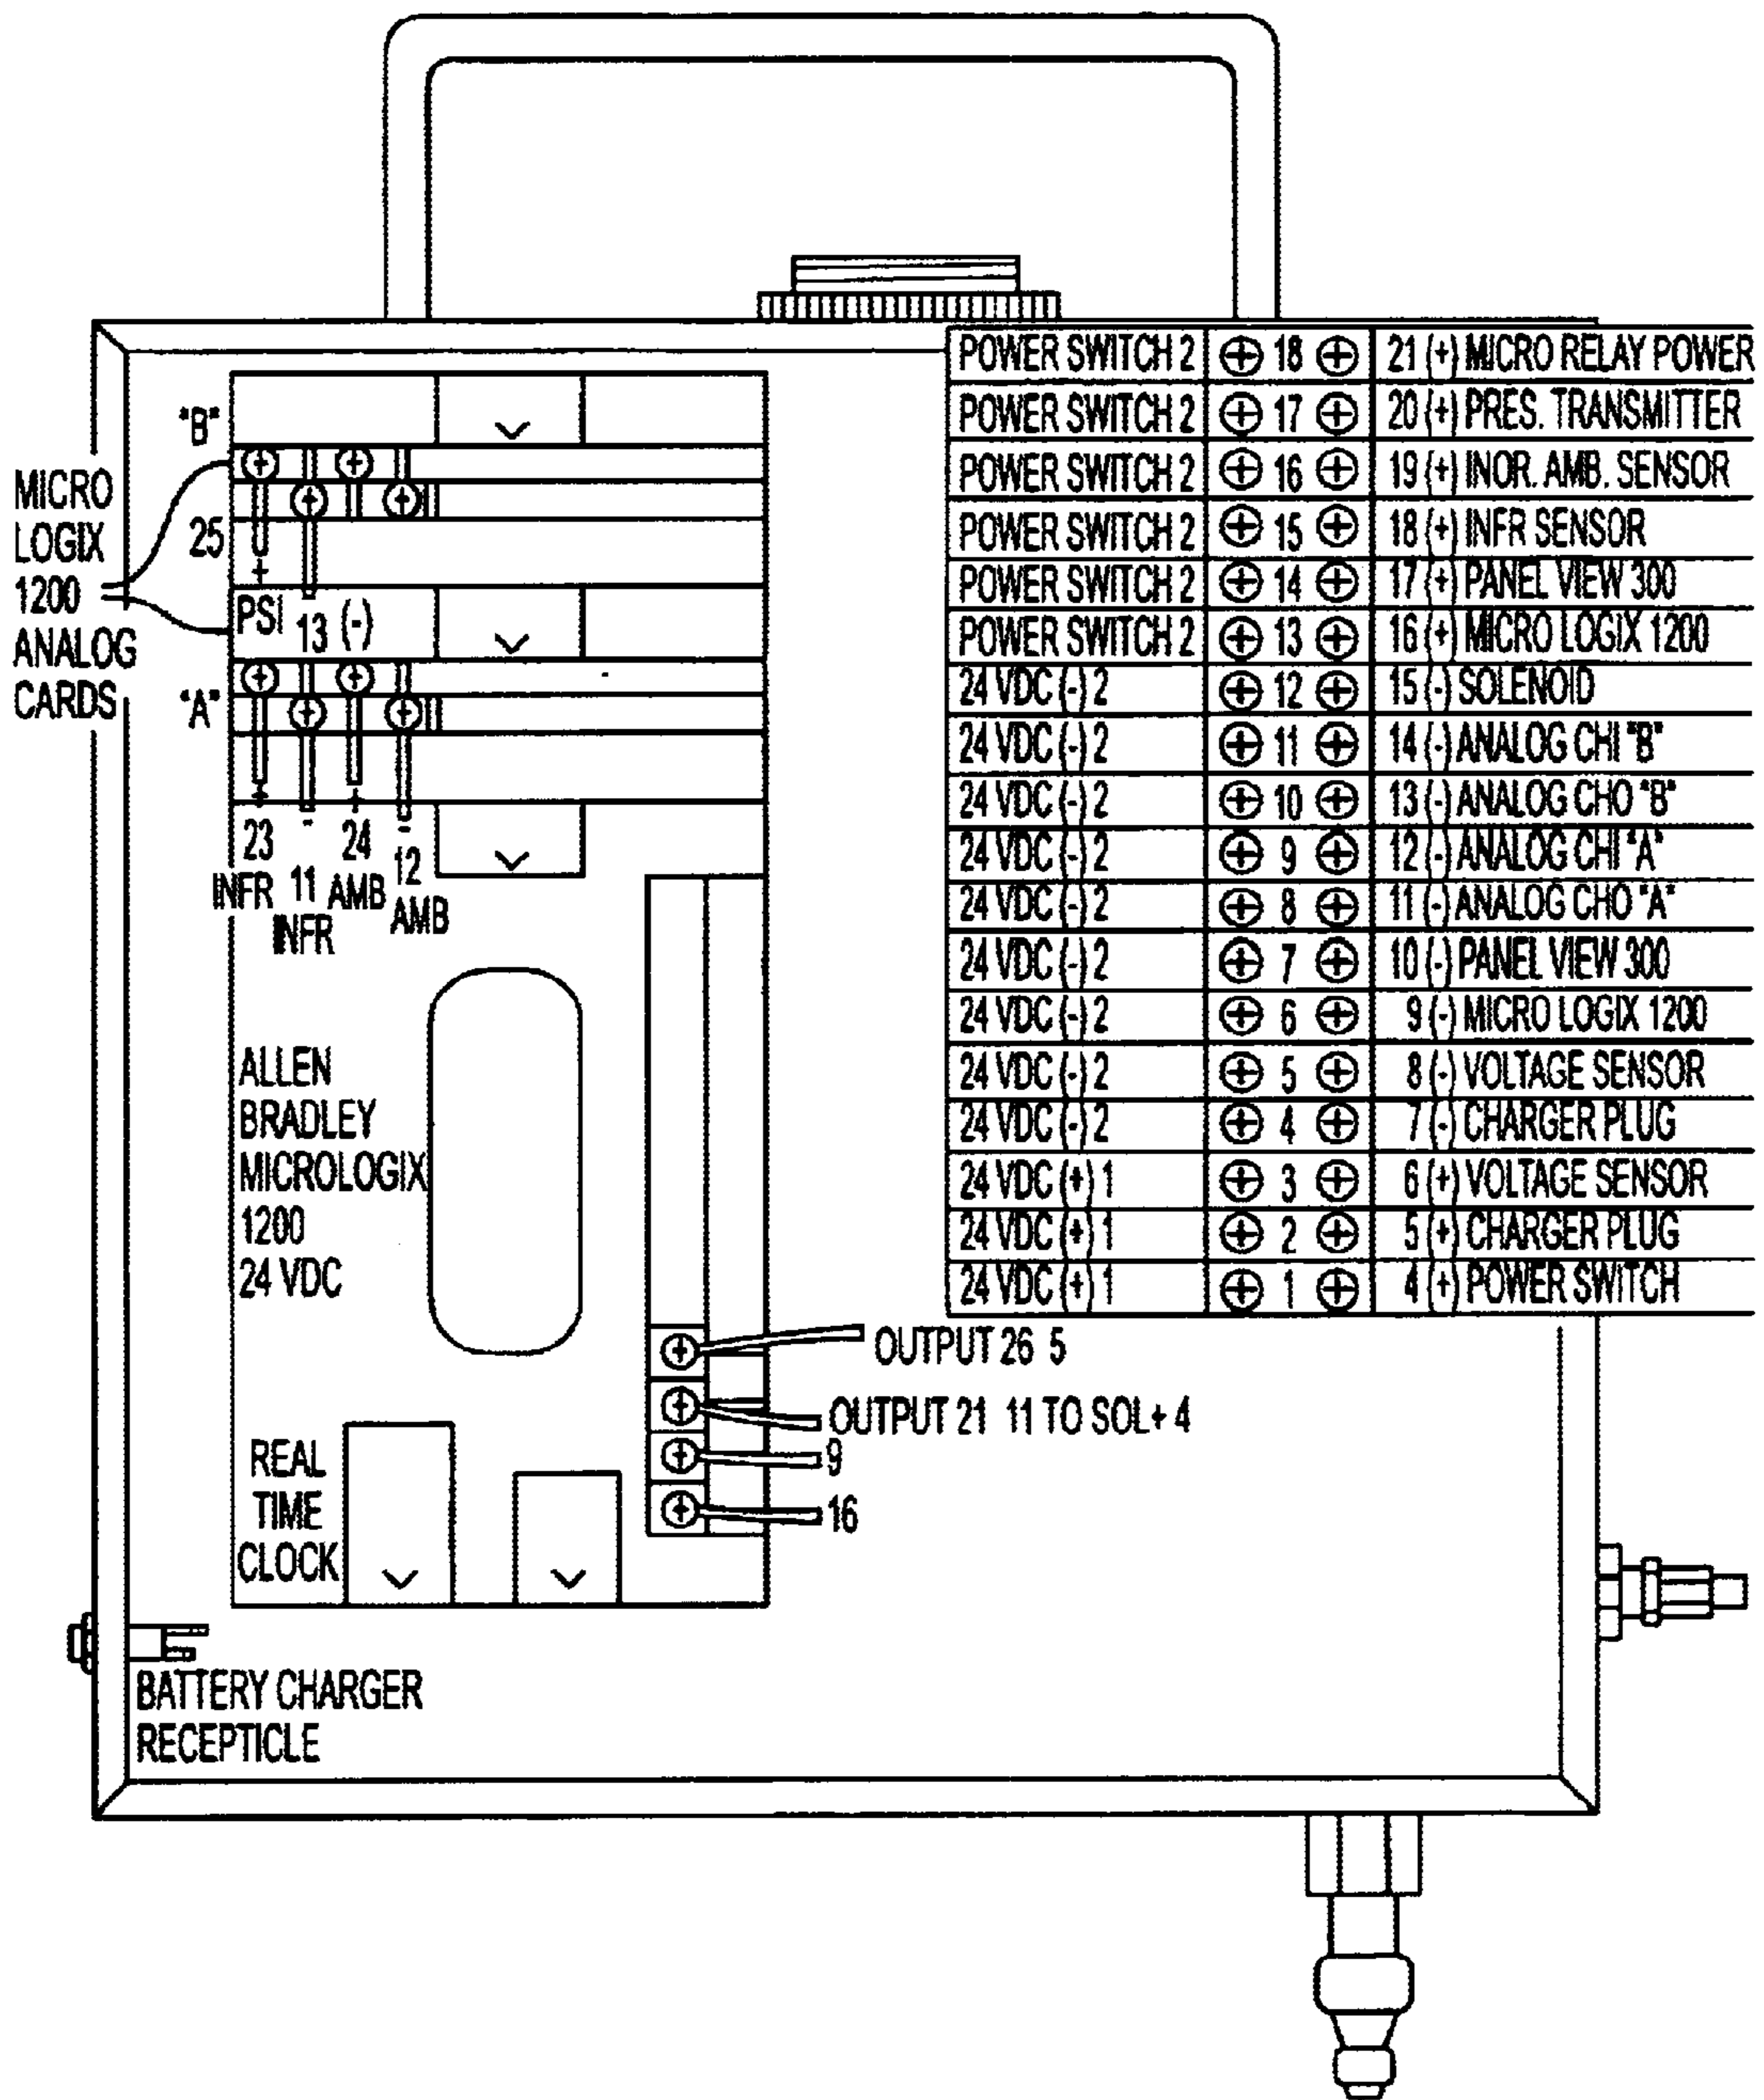 POWER SWITCH 2 18 21 (+) MICRO RELAY POWER
POWER SWITCH 2 17 20 (+) PRES. TRANSMITTER
POWER SWITCH 2 16 19 (+) INOR. AMB. SENSOR
POWER SWITCH 2 15 18 (+) INFR SENSOR
POWER SWITCH 2 14 17 (+) PANEL VIEW 300
POWER SWITCH 2 13 16 (+) MICRO LOGIX 1200
24 VDC (-) 2 12 15 (-) SOLENOID
24 VDC (-) 2 11 14 (-) ANALOG CHI "B"
24 VDC (-) 2 10 13 (-) ANALOG CHO "B"
24 VDC (-) 2 9 12 (-) ANALOG CHI "A"
24 VDC (-) 2 8 11 (-) ANALOG CHO "A"
24 VDC (-) 2 7 10 (-) PANEL VIEW 300
24 VDC (-) 2 6 9 (-) MICRO LOGIX 1200
24 VDC (-) 2 5 8 (-) VOLTAGE SENSOR
24 VDC (-) 2 4 7 (-) CHARGER PLUG
24 VDC (+) 1 3 6 (+) VOLTAGE SENSOR
24 VDC (+) 1 2 5 (+) CHARGER PLUG
24 VDC (+) 1 1 4 (+) POWER SWITCH
MICRO
LOGIX
1200
ANALOG
CARDS
"B"
25
+
PSI 13 (-)
"A"
+ - + -
23 11 24 12
INFR INFR AMB AMB
ALLEN
BRADLEY
MICROLOGIX
1200
24 VDC
OUTPUT 26 5
OUTPUT 21 11 TO SOL+ 4
9
16
REAL
TIME
CLOCK
BATTERY CHARGER
RECEPTICLE